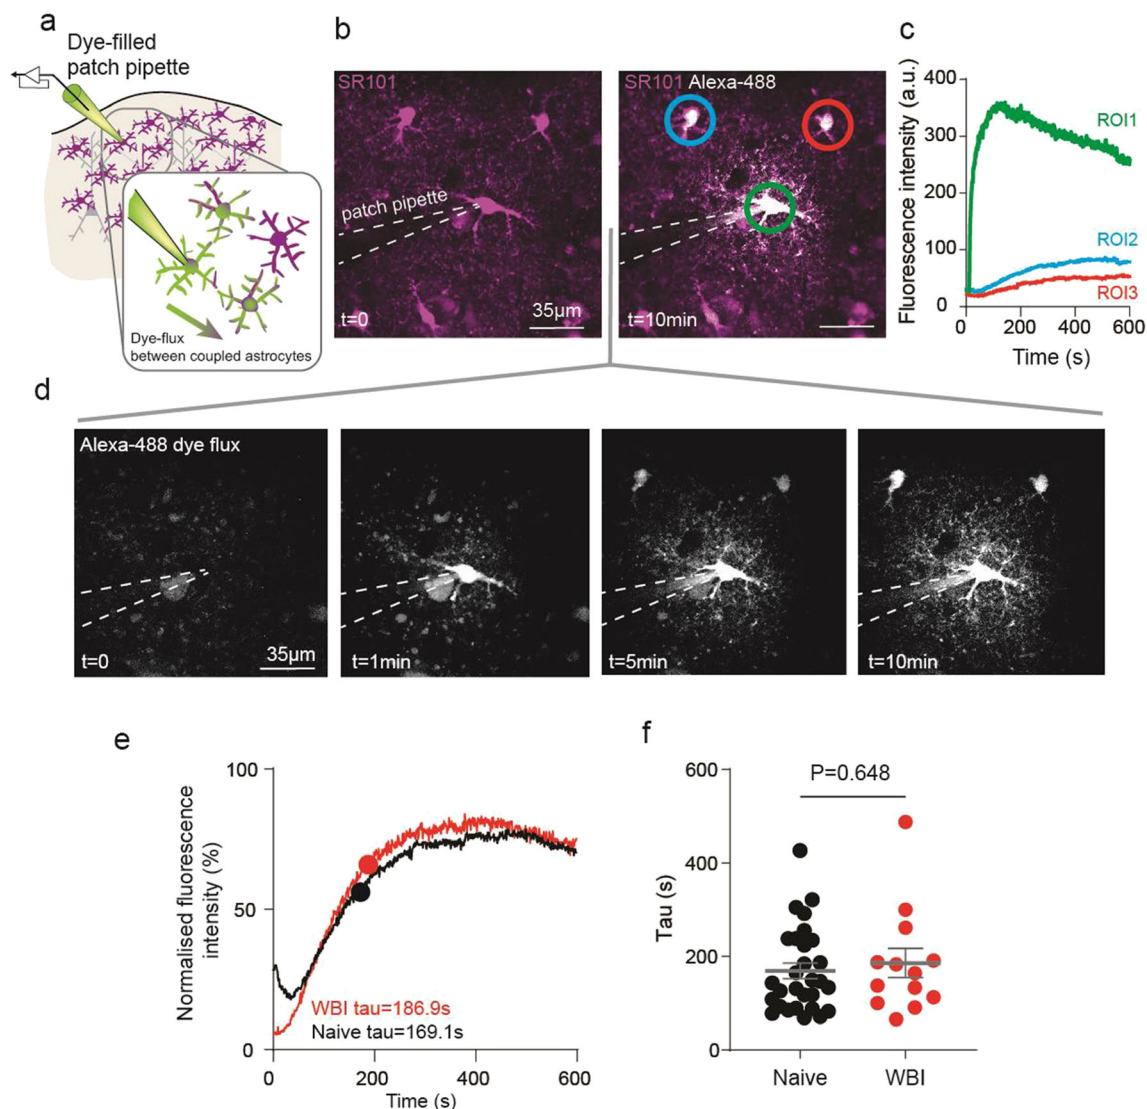 a
Dye-filled
patch pipette
Dye-flux
between coupled astrocytes
b
SR101
patch pipette
t=0
35µm
SR101 Alexa-488
t=10min
c
Fluorescence intensity (a.u.)
400
300
200
100
0
ROI1
ROI2
ROI3
0
200
400
600
Time (s)
d
Alexa-488 dye flux
t=0
35µm
t=1min
t=5min
t=10min
e
Normalised fluorescence
intensity (%)
100
50
0
WBI tau=186.9s
Naive tau=169.1s
0
200
400
600
Time (s)
f
P=0.648
Tau (s)
600
400
200
0
Naive
WBI